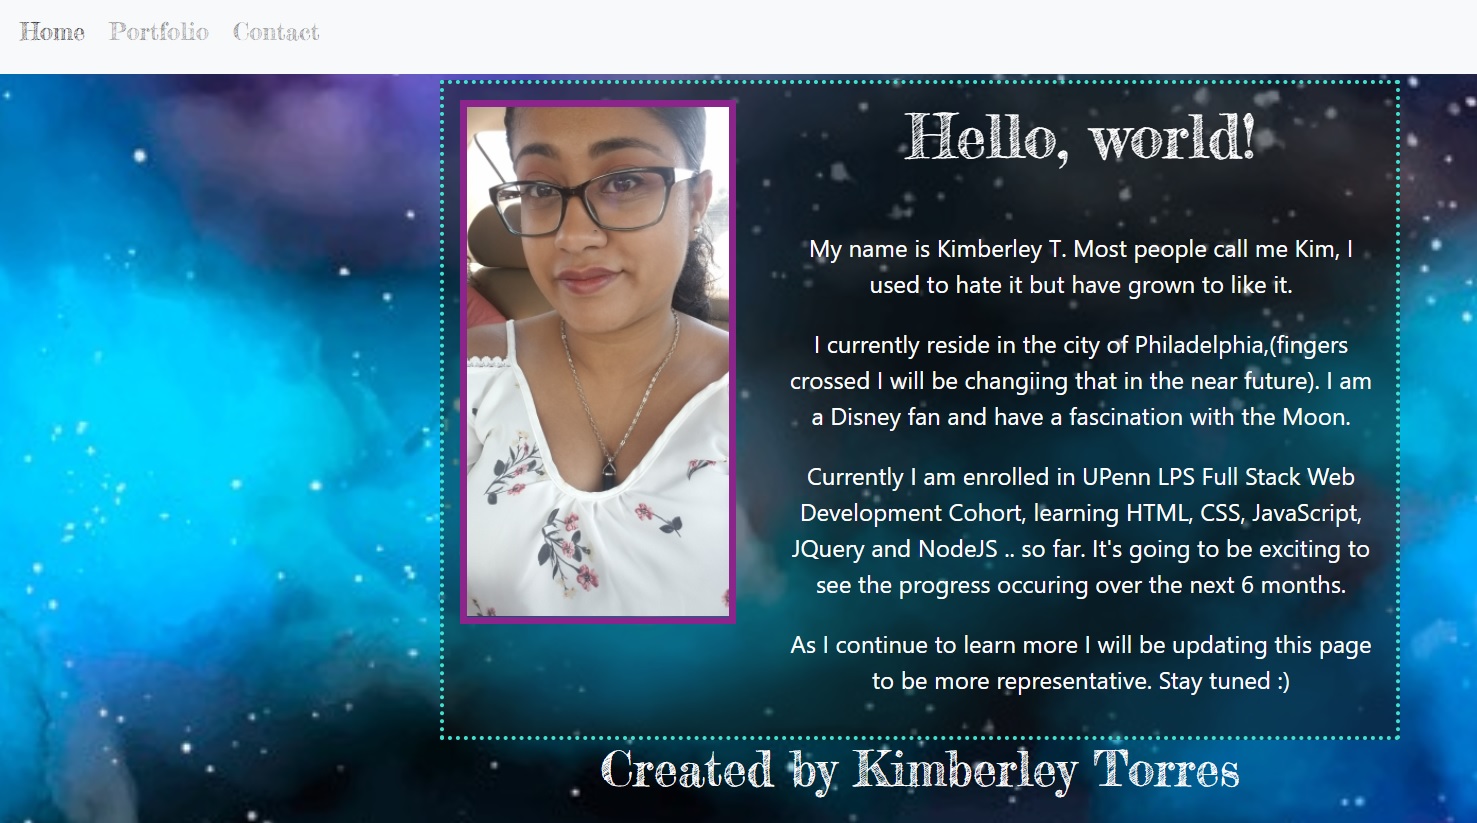 Home Portfolio Contact
Hello, world!
My name is Kimberley T. Most people call me Kim, I
used to hate it but have grown to like it.
I currently reside in the city of Philadelphia,(fingers
crossed I will be changiing that in the near future). I am
a Disney fan and have a fascination with the Moon.
Currently I am enrolled in UPenn LPS Full Stack Web
Development Cohort, learning HTML, CSS, JavaScript,
JQuery and NodeJS .. so far. It's going to be exciting to
see the progress occuring over the next 6 months.
As I continue to learn more I will be updating this page
to be more representative. Stay tuned :)
Created by Kimberley Torres